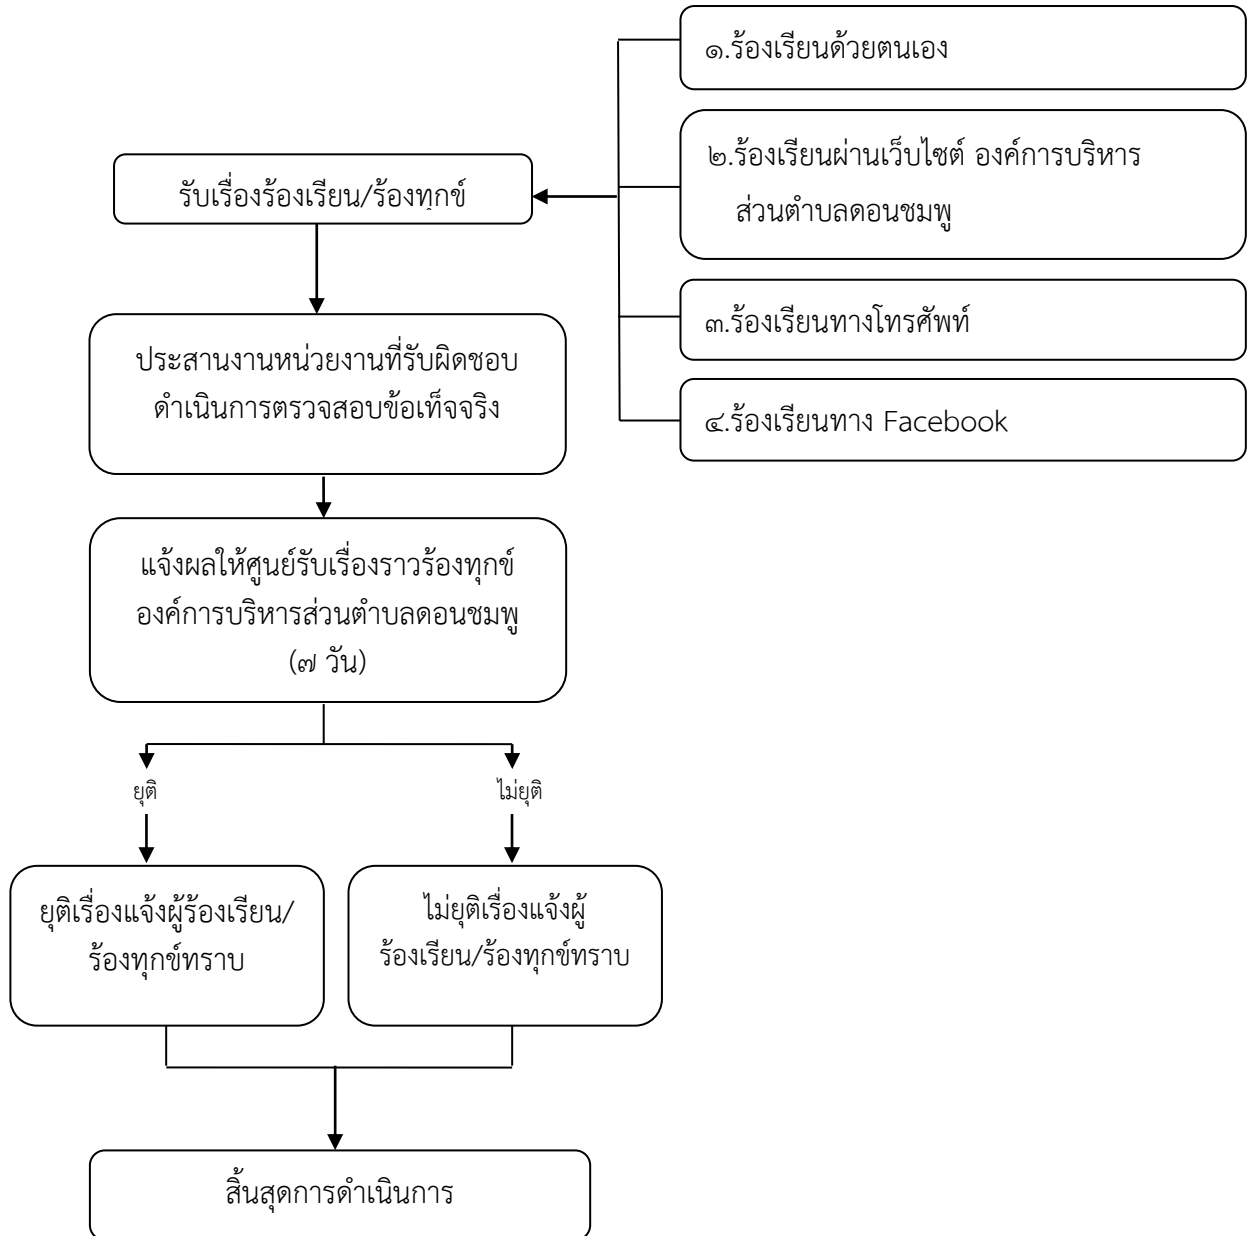 ๑.ร้องเรียนด้วยตนเอง
๒.ร้องเรียนผ่านเว็บไซต์ องค์การบริหาร
ส่วนตำบลดอนชมพู
๓.ร้องเรียนทางโทรศัพท์
๔.ร้องเรียนทาง Facebook
รับเรื่องร้องเรียน/ร้องทุกข์
ประสานงานหน่วยงานที่รับผิดชอบ
ดำเนินการตรวจสอบข้อเท็จจริง
แจ้งผลให้ศูนย์รับเรื่องราวร้องทุกข์
องค์การบริหารส่วนตำบลดอนชมพู
(๗ วัน)
ยุติ
ไม่ยุติ
ยุติเรื่องแจ้งผู้ร้องเรียน/
ร้องทุกข์ทราบ
ไม่ยุติเรื่องแจ้งผู้
ร้องเรียน/ร้องทุกข์ทราบ
สิ้นสุดการดำเนินการ